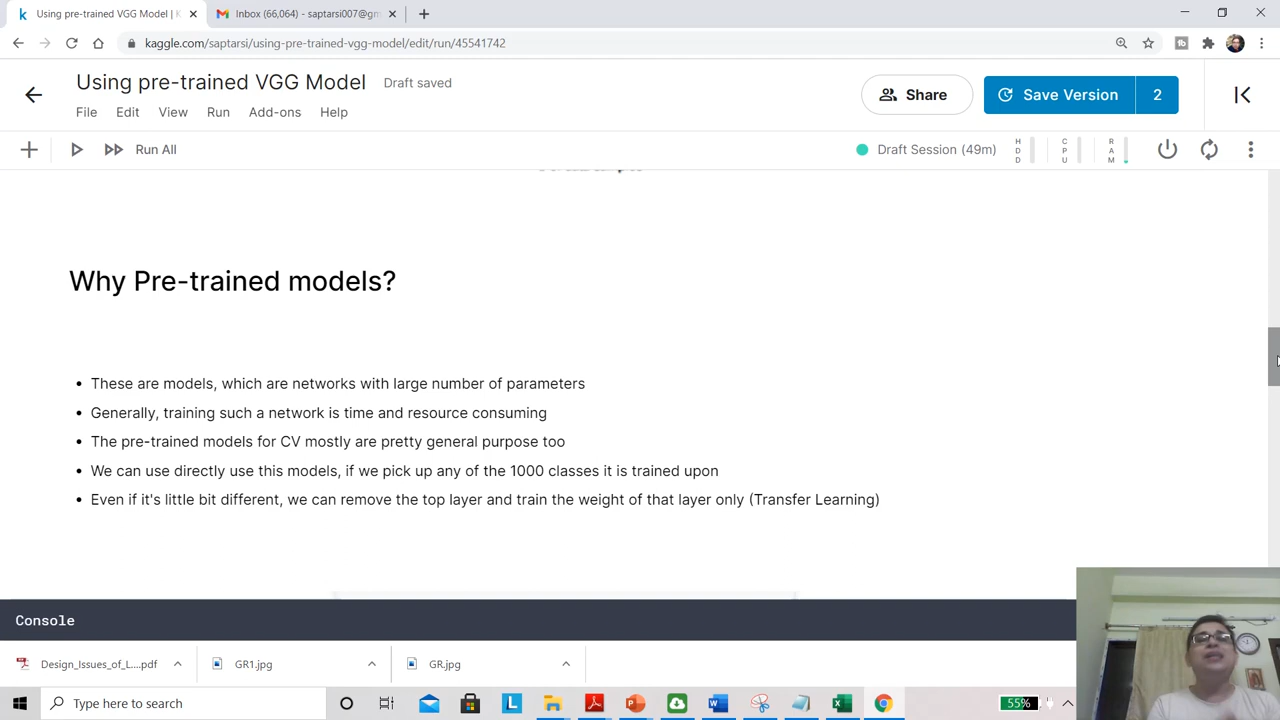 Using pre-trained VGG Model | K
Inbox (66,064) - saptarsi007@gm
kaggle.com/saptarsi/using-pre-trained-vgg-model/edit/run/45541742
Using pre-trained VGG Model
Draft saved
Share
Save Version
2
File
Edit
View
Run
Add-ons
Help
Run All
Draft Session (49m)
HDD
CPU
RAM
Why Pre-trained models?
• These are models, which are networks with large number of parameters
• Generally, training such a network is time and resource consuming
• The pre-trained models for CV mostly are pretty general purpose too
• We can use directly use this models, if we pick up any of the 1000 classes it is trained upon
• Even if it's little bit different, we can remove the top layer and train the weight of that layer only (Transfer Learning)
Console
Design_Issues_of_L....pdf
GR1.jpg
GR.jpg
Type here to search
55%